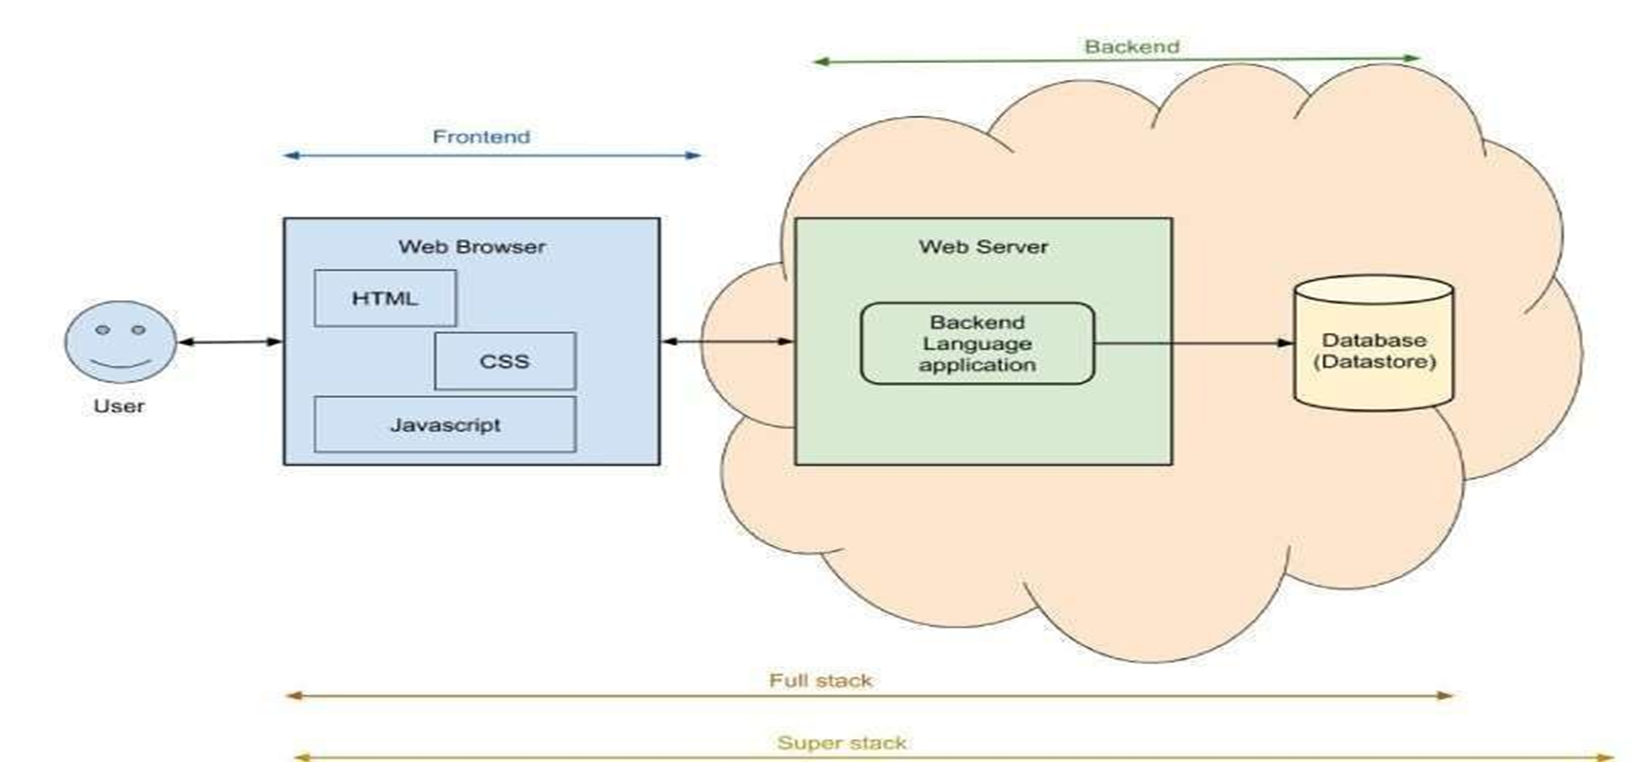 Backend
Frontend
Web Browser
Web Server
HTML
CSS
Javascript
Backend
Language
application
Database
(Datastore)
User
Full stack
Super stack